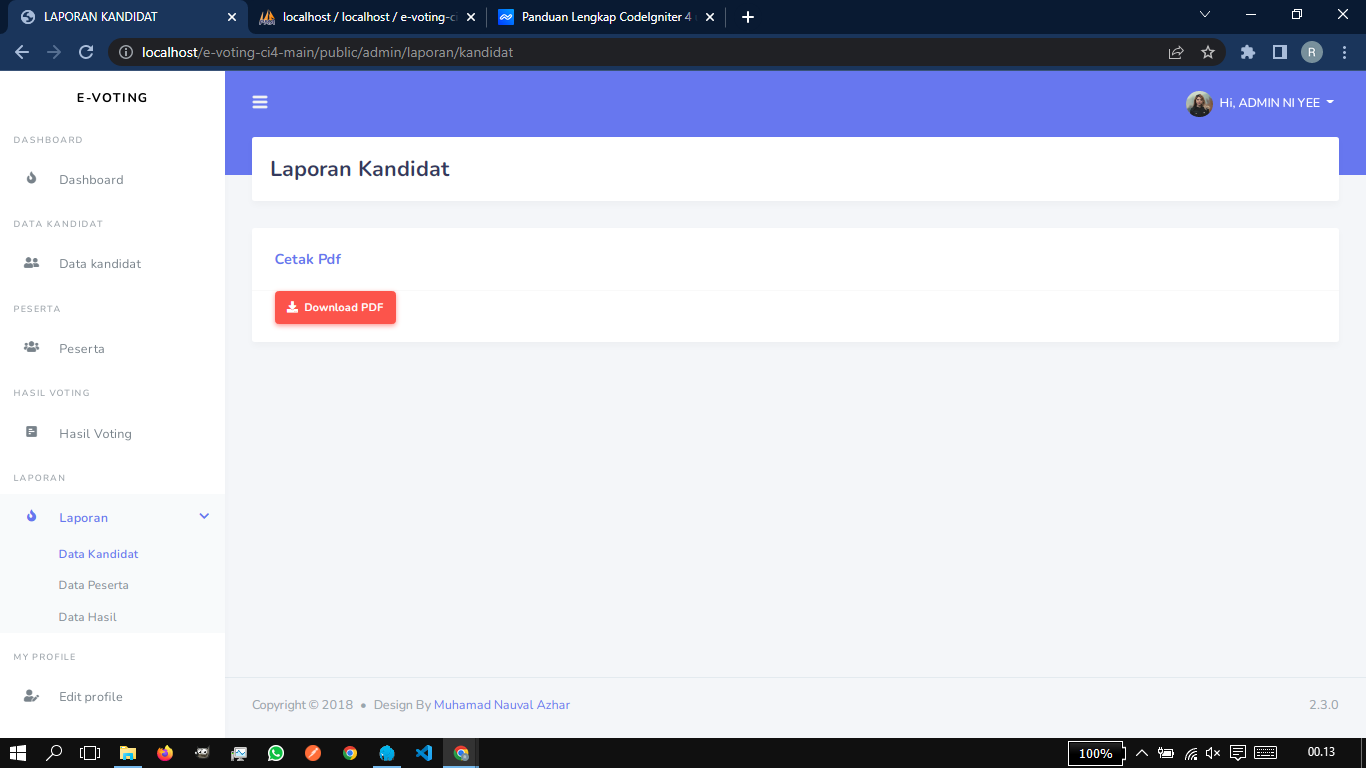 LAPORAN KANDIDAT
localhost / localhost / e-voting-ci
Panduan Lengkap CodeIgniter 4
localhost/e-voting-ci4-main/public/admin/laporan/kandidat
R
E-VOTING
Hi, ADMIN NI YEE
DASHBOARD
Dashboard
DATA KANDIDAT
Data kandidat
PESERTA
Peserta
HASIL VOTING
Hasil Voting
LAPORAN
Laporan
Data Kandidat
Data Peserta
Data Hasil
MY PROFILE
Edit profile
Laporan Kandidat
Cetak Pdf
Download PDF
Copyright © 2018 • Design By Muhamad Nauval Azhar
2.3.0
100%
00.13